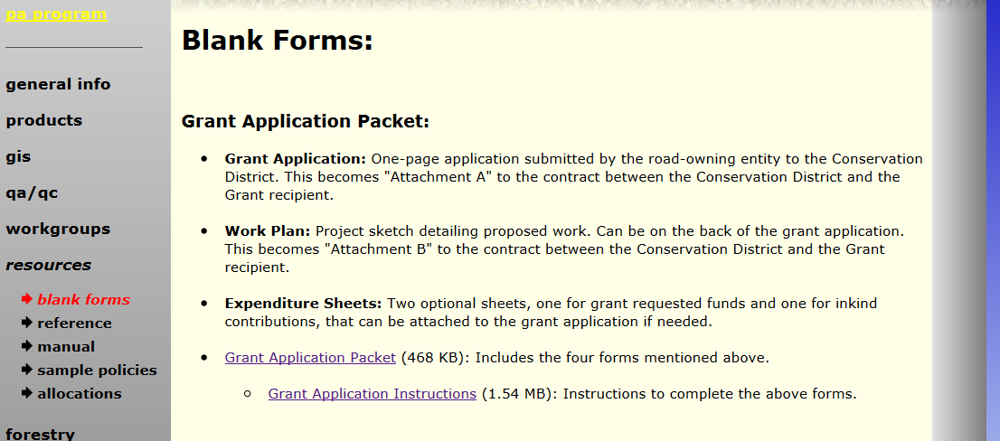 pa program
general info
products
gis
qa/qc
workgroups
resources
blank forms
reference
manual
sample policies
allocations
forestry
Blank Forms:
Grant Application Packet:
Grant Application: One-page application submitted by the road-owning entity to the Conservation
District. This becomes "Attachment A" to the contract between the Conservation District and the
Grant recipient.
Work Plan: Project sketch detailing proposed work. Can be on the back of the grant application.
This becomes "Attachment B" to the contract between the Conservation District and the Grant
recipient.
Expenditure Sheets: Two optional sheets, one for grant requested funds and one for inkind
contributions, that can be attached to the grant application if needed.
Grant Application Packet (468 KB): Includes the four forms mentioned above.
Grant Application Instructions (1.54 MB): Instructions to complete the above forms.